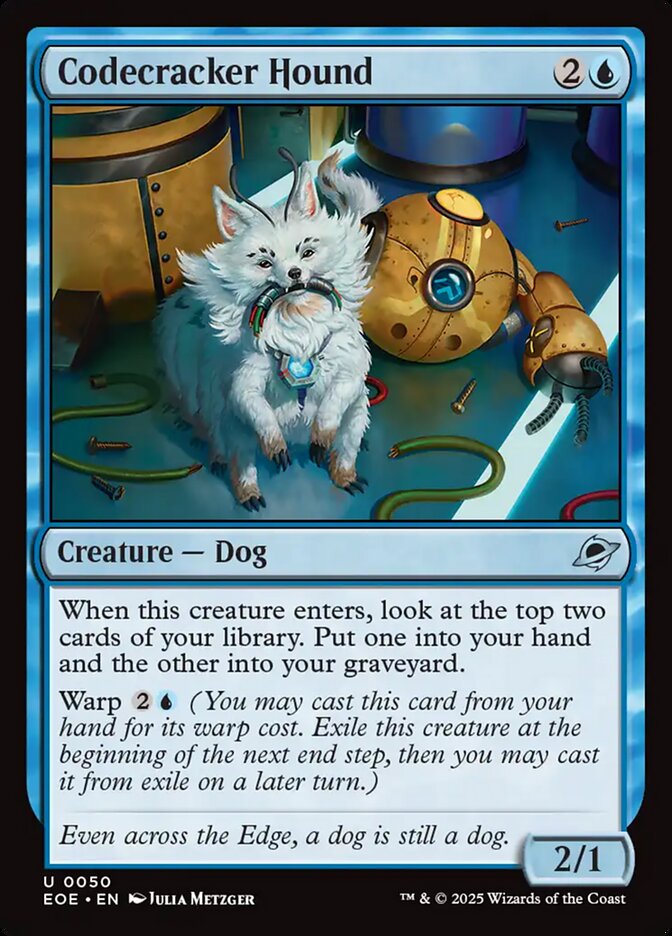 Codecracker Hound 2
Creature — Dog
When this creature enters, look at the top two
cards of your library. Put one into your hand
and the other into your graveyard.
Warp 2 (You may cast this card from your
hand for its warp cost. Exile this creature at the
beginning of the next end step, then you may cast
it from exile on a later turn.)
Even across the Edge, a dog is still a dog.
2/1
U 0050
EOE • EN Julia Metzger
™ & © 2025 Wizards of the Coast